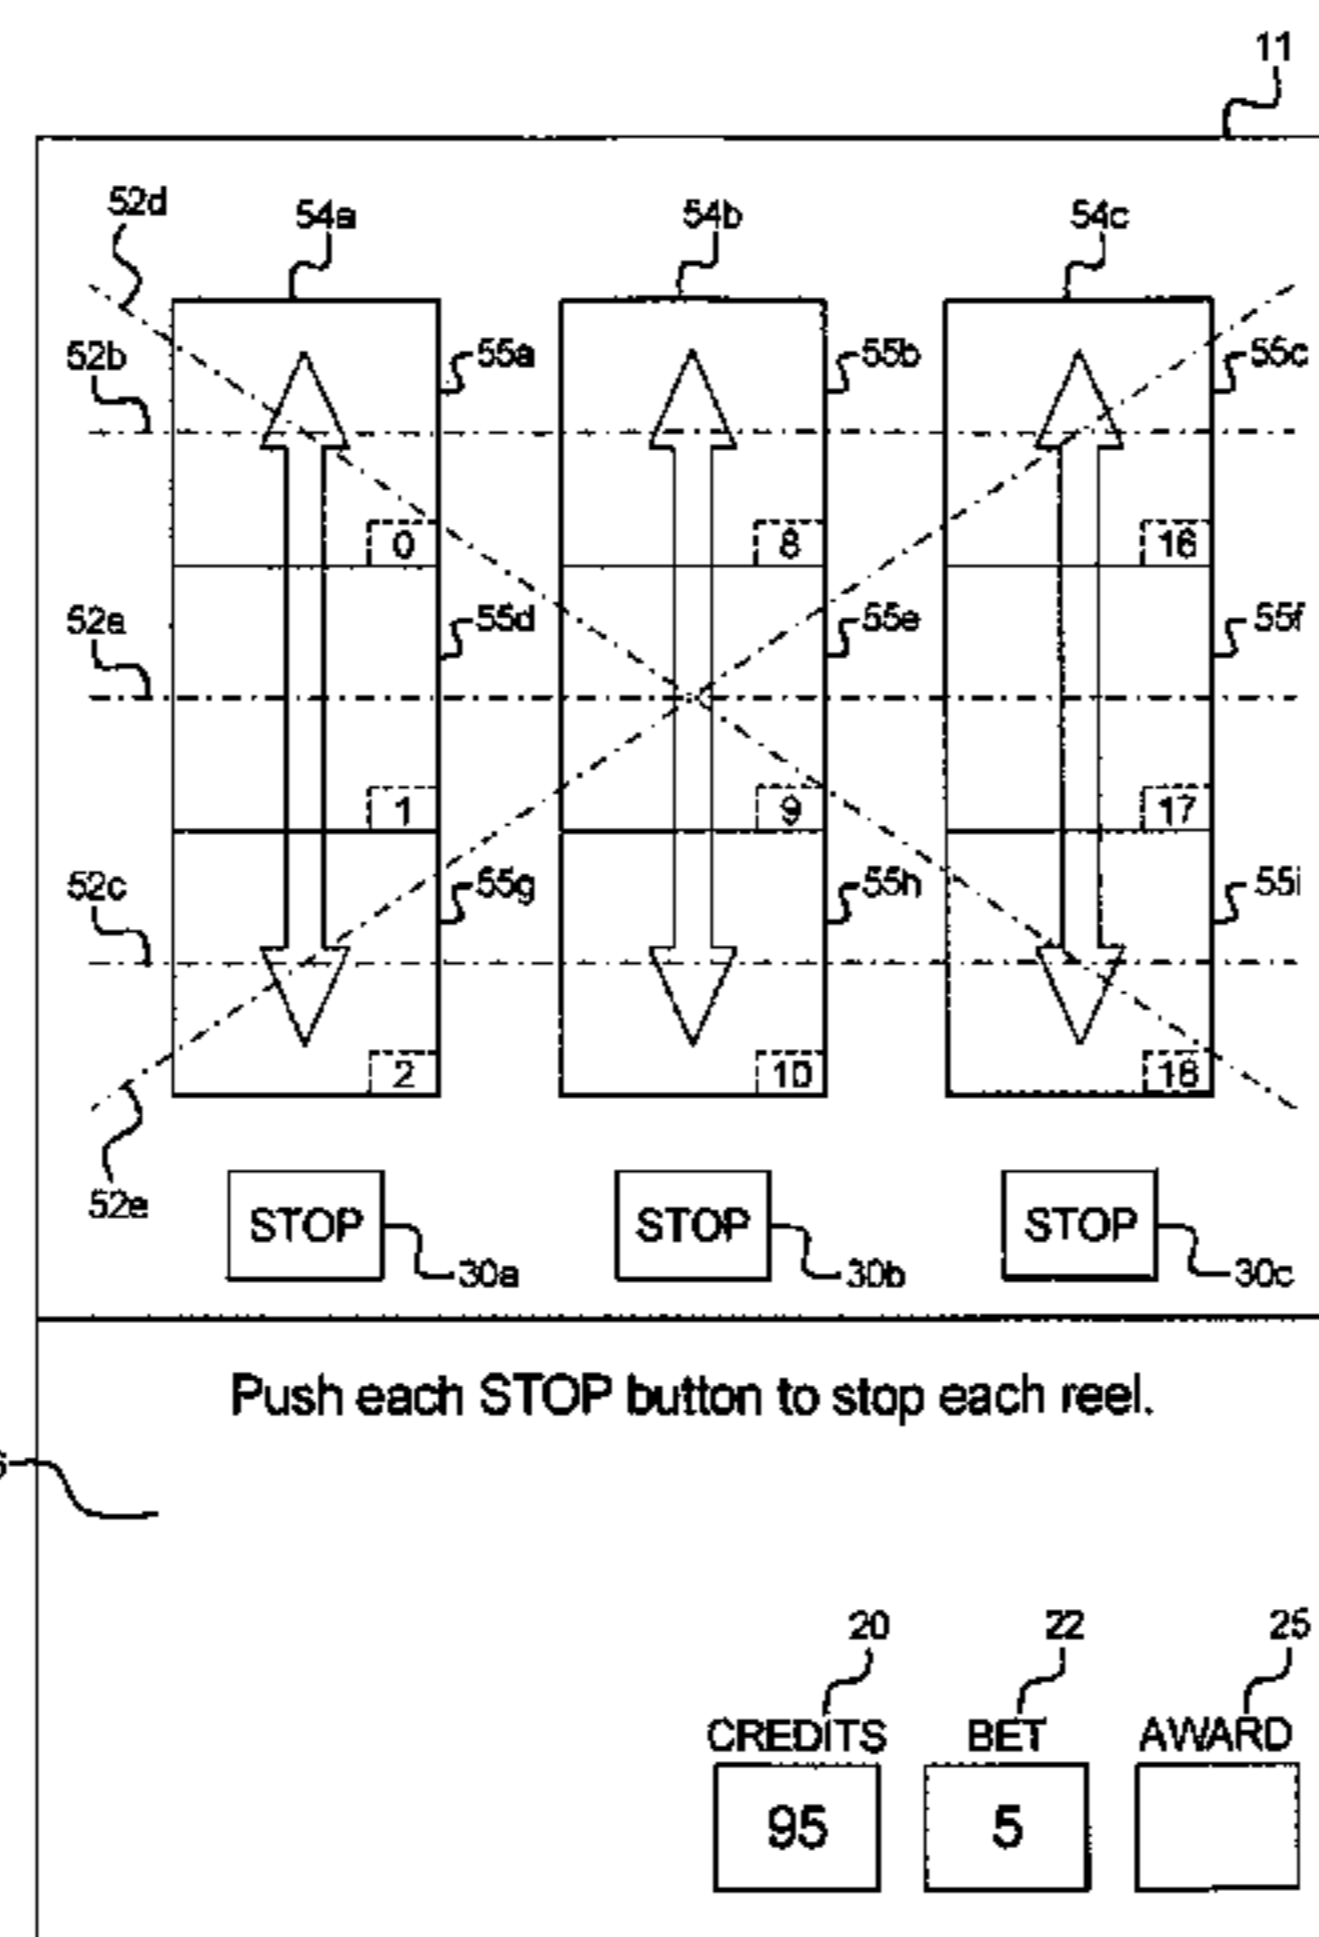 11
52d 54a 54b 54c
52b 55a 55b 55c
0 8 16
52a 55d 55e 55f
1 9 17
52c 55g 55h 55i
2 10 18
52e STOP STOP STOP
30a 30b 30c
Push each STOP button to stop each reel.
20 22 25
CREDITS BET AWARD
95 5